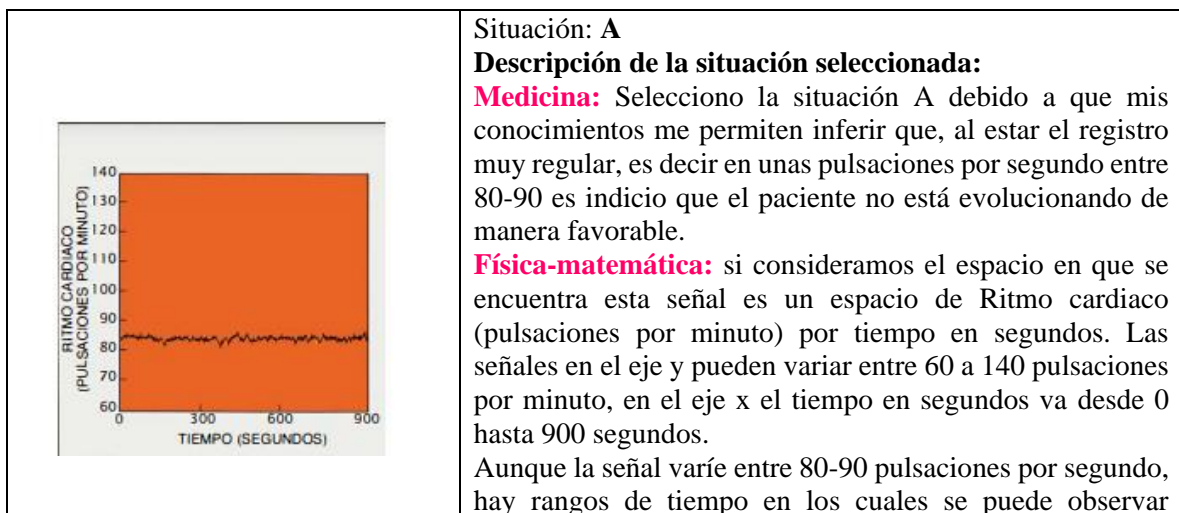 Situación: A
Descripción de la situación seleccionada:
Medicina: Selecciono la situación A debido a que mis
conocimientos me permiten inferir que, al estar el registro
muy regular, es decir en unas pulsaciones por segundo entre
80-90 es indicio que el paciente no está evolucionando de
manera favorable.
Física-matemática: si consideramos el espacio en que se
encuentra esta señal es un espacio de Ritmo cardiaco
(pulsaciones por minuto) por tiempo en segundos. Las
señales en el eje y pueden variar entre 60 a 140 pulsaciones
por minuto, en el eje x el tiempo en segundos va desde 0
hasta 900 segundos.
Aunque la señal varíe entre 80-90 pulsaciones por segundo,
hay rangos de tiempo en los cuales se puede observar
RITMO CARDIACO
(PULSACIONES POR MINUTO)
140
130
120
110
100
90
80
70
60
0 300 600 900
TIEMPO (SEGUNDOS)